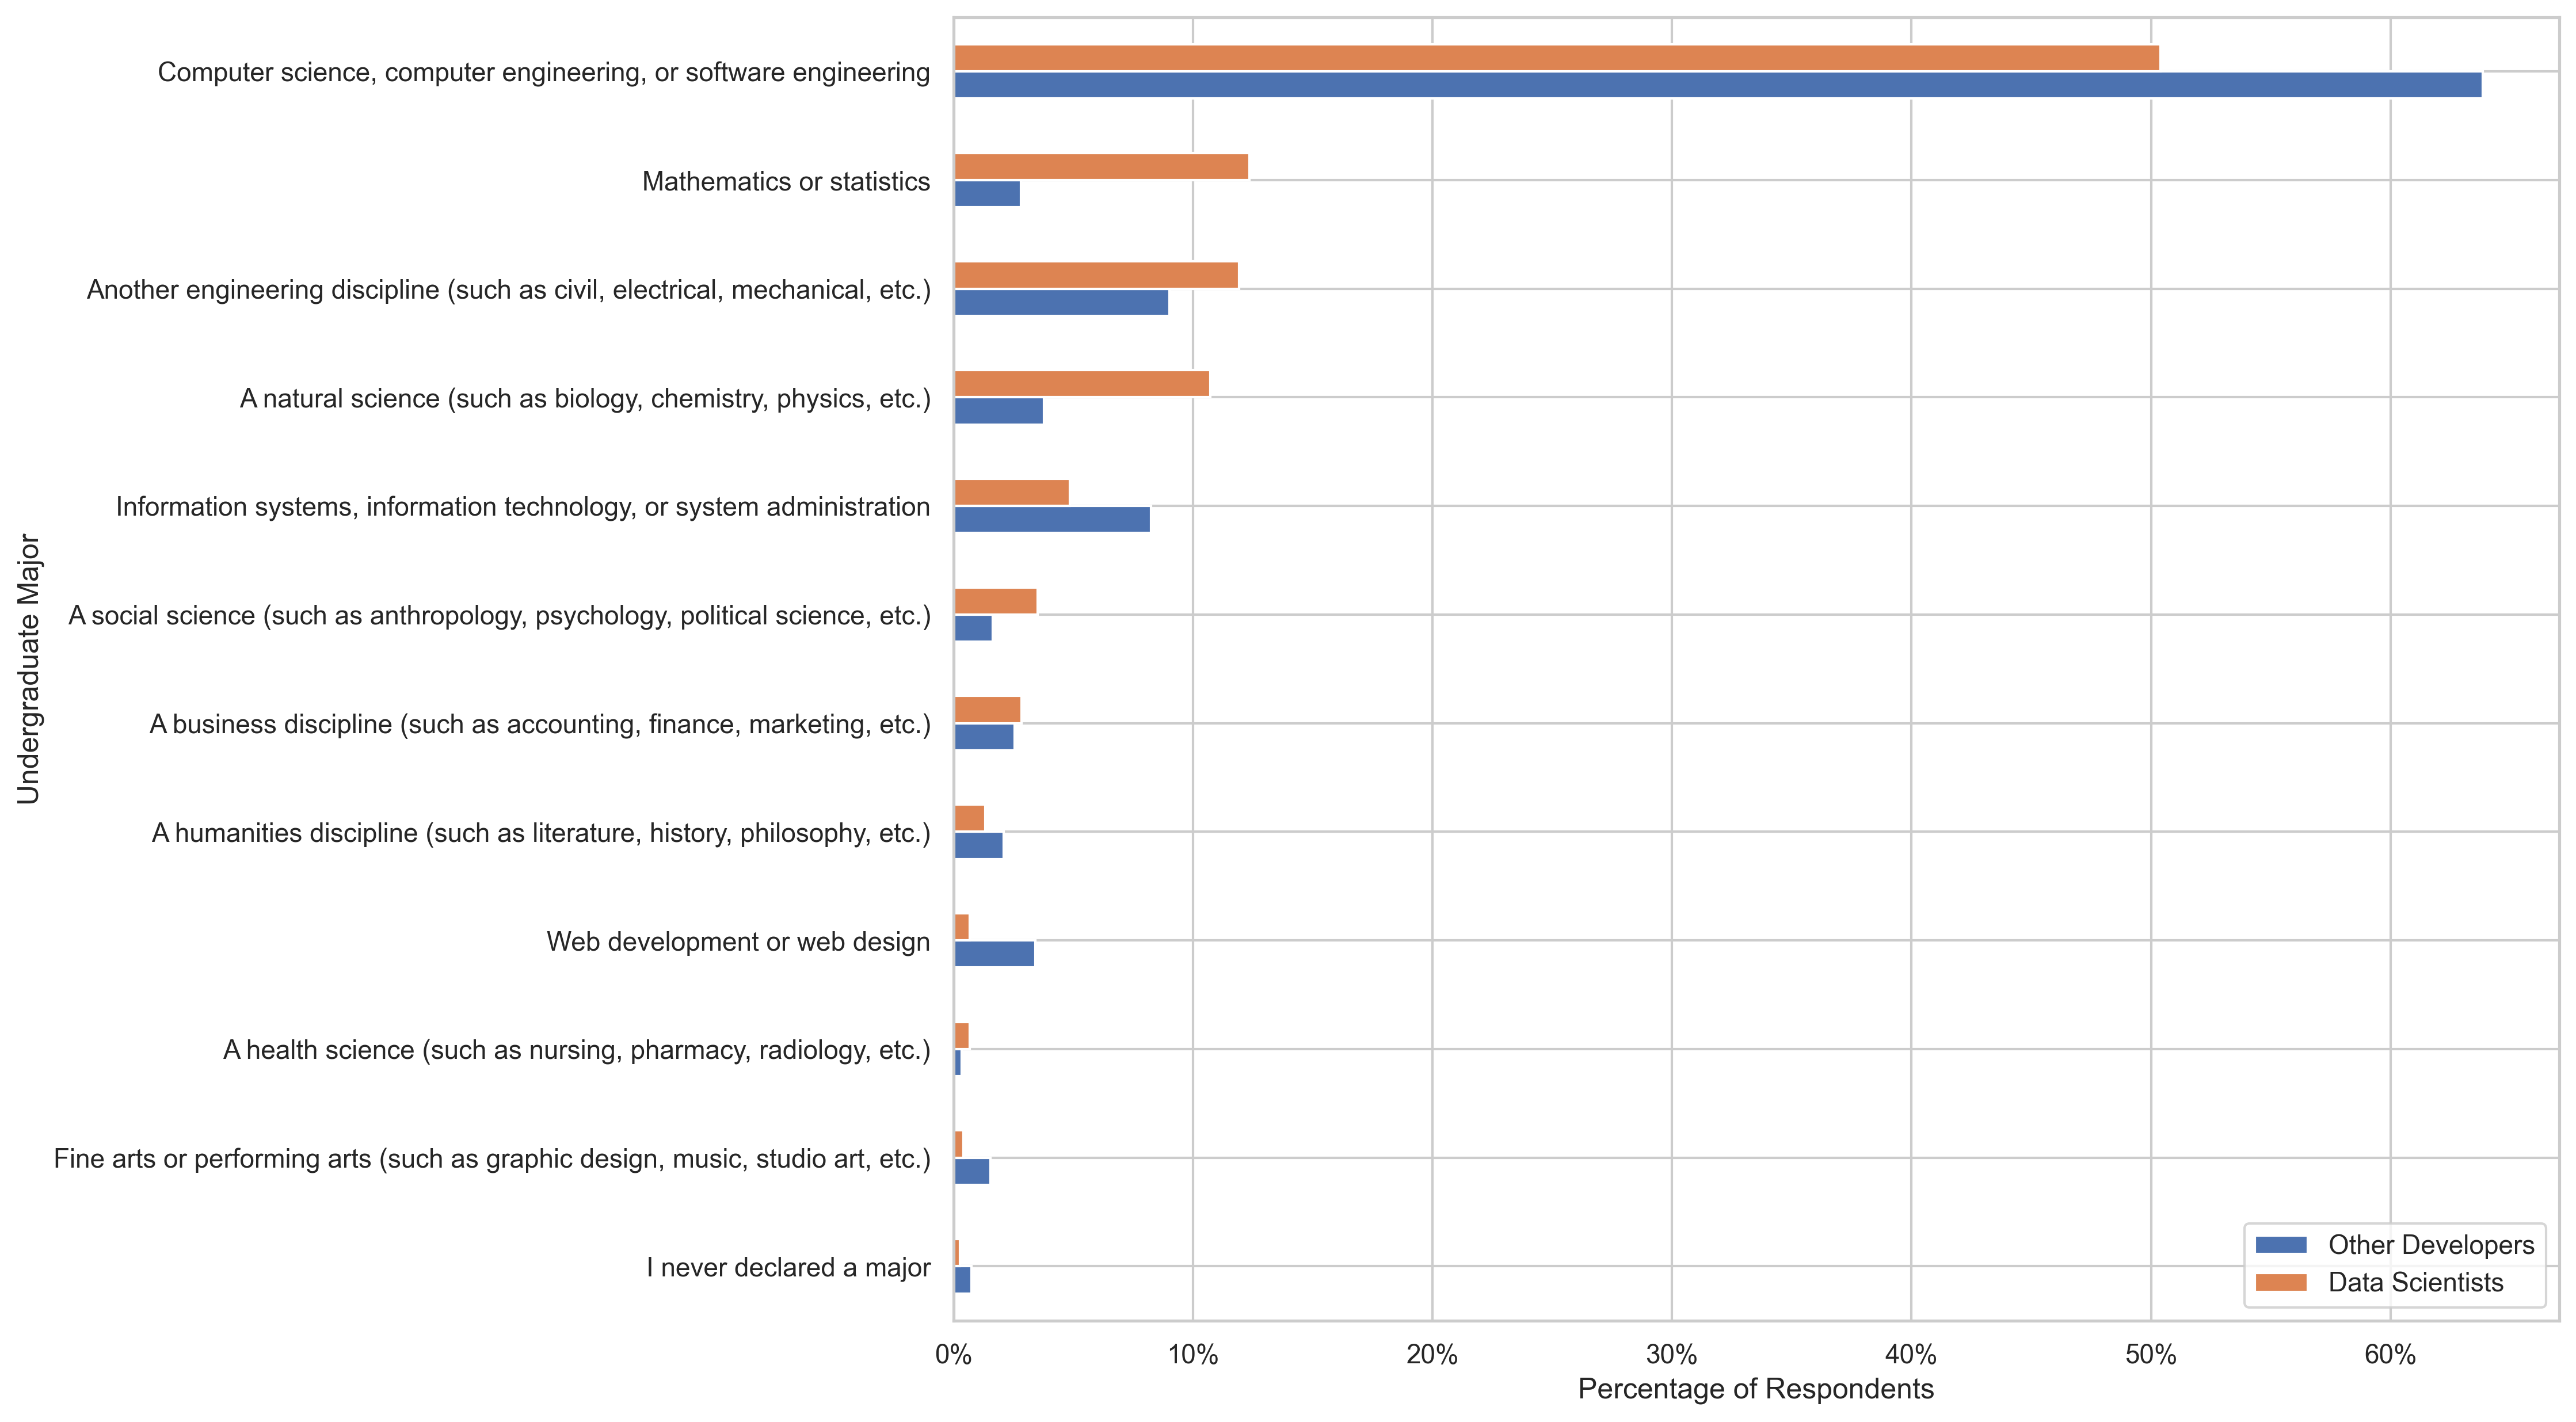 Undergraduate Major
Computer science, computer engineering, or software engineering
Mathematics or statistics
Another engineering discipline (such as civil, electrical, mechanical, etc.)
A natural science (such as biology, chemistry, physics, etc.)
Information systems, information technology, or system administration
A social science (such as anthropology, psychology, political science, etc.)
A business discipline (such as accounting, finance, marketing, etc.)
A humanities discipline (such as literature, history, philosophy, etc.)
Web development or web design
A health science (such as nursing, pharmacy, radiology, etc.)
Fine arts or performing arts (such as graphic design, music, studio art, etc.)
I never declared a major
Other Developers
Data Scientists
0% 10% 20% 30% 40% 50% 60%
Percentage of Respondents